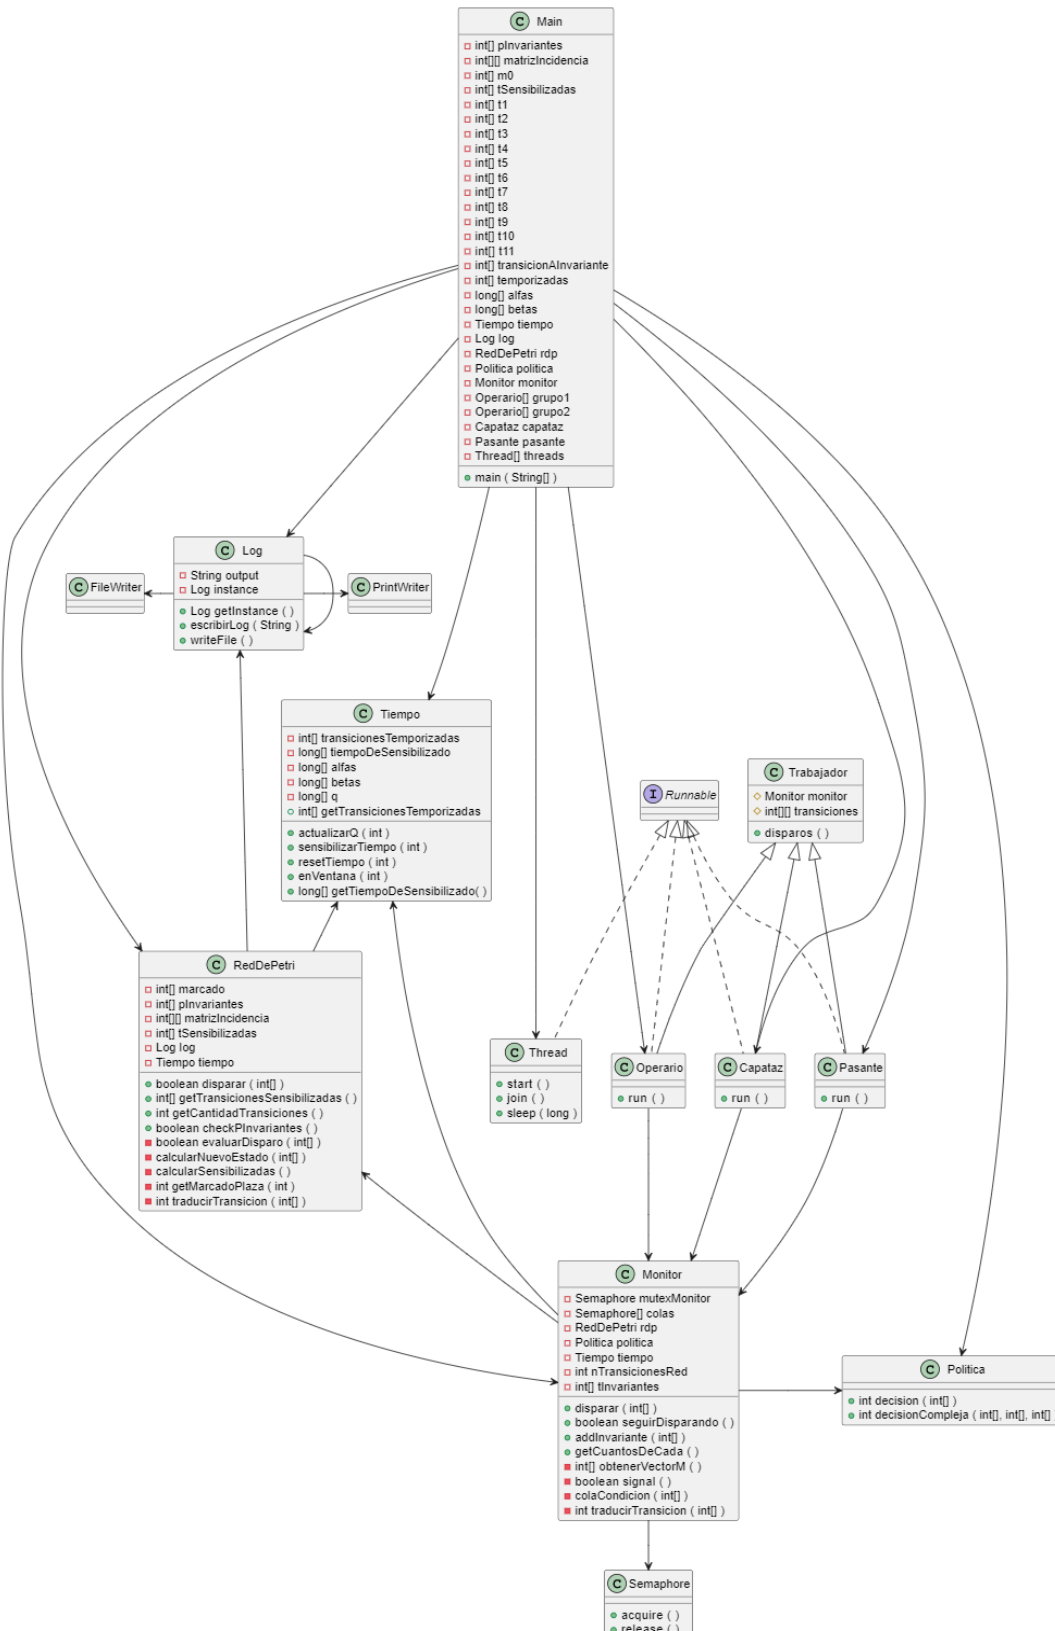 C Main
int[] pInvariantes
int[][] matrizIncidencia
int[] m0
int[] tSensibilizadas
int[] t1
int[] t2
int[] t3
int[] t4
int[] t5
int[] t6
int[] t7
int[] t8
int[] t9
int[] t10
int[] t11
int[] transicionAInvariante
int[] temporizadas
long[] alfas
long[] betas
Tiempo tiempo
Log log
RedDePetri rdp
Politica politica
Monitor monitor
Operario[] grupo1
Operario[] grupo2
Capataz capataz
Pasante pasante
Thread[] threads
main ( String[] )
C Log
String output
Log instance
Log getInstance ( )
escribirLog ( String )
writeFile ( )
C FileWriter
C PrintWriter
C Tiempo
int[] transicionesTemporizadas
long[] tiempoDeSensibilizado
long[] alfas
long[] betas
long[] q
int[] getTransicionesTemporizadas
actualizarQ ( int )
sensibilizarTiempo ( int )
resetTiempo ( int )
enVentana ( int )
long[] getTiempoDeSensibilizado( )
I Runnable
C Trabajador
Monitor monitor
int[][] transiciones
disparos ( )
C RedDePetri
int[] marcado
int[] pInvariantes
int[][] matrizIncidencia
int[] tSensibilizadas
Log log
Tiempo tiempo
boolean disparar ( int[] )
int[] getTransicionesSensibilizadas ( )
int getCantidadTransiciones ( )
boolean checkPInvariantes ( )
boolean evaluarDisparo ( int[] )
calcularNuevoEstado ( int[] )
calcularSensibilizadas ( )
int getMarcadoPlaza ( int )
int traducirTransicion ( int[] )
C Thread
start ( )
join ( )
sleep ( long )
C Operario
run ( )
C Capataz
run ( )
C Pasante
run ( )
C Monitor
Semaphore mutexMonitor
Semaphore[] colas
RedDePetri rdp
Politica politica
Tiempo tiempo
int nTransicionesRed
int[] tInvariantes
disparar ( int[] )
boolean seguirDisparando ( )
addInvariante ( int[] )
getCuantosDeCada ( )
int[] obtenerVectorM ( )
boolean signal ( )
colaCondicion ( int[] )
int traducirTransicion ( int[] )
C Politica
int decision ( int[] )
int decisionCompleja ( int[], int[], int[]
C Semaphore
acquire ( )
release ( )